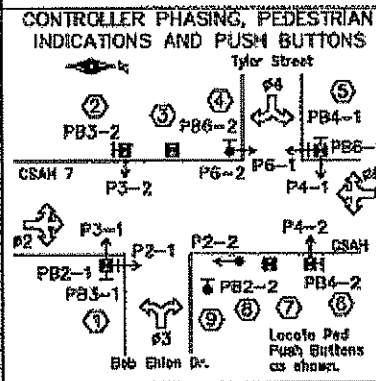 CONTROLLER PHASING, PEDESTRIAN
INDICATIONS AND PUSH BUTTONS
Tyler Street
2
3
4
ø4
5
PB3-2
PB6-2
PB4-1
PB6-
CSAH 7
P3-2
P6-2
P6-1
P4-1
ø2
P3-1
P2-1
P2-2
P4-2
CSAH
PB2-1
PB3-1
PB2-2
PB4-2
1
ø3
9
8
7
6
Bob Ehlen Dr.
Locate Ped
Push Buttons
as shown.